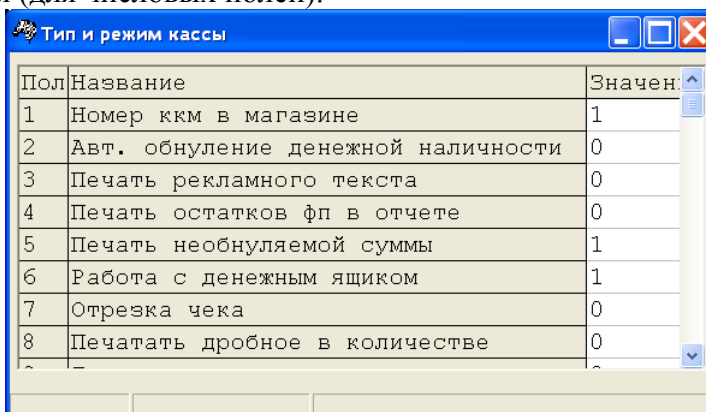 (для числовых полей).
Тип и режим кассы
Пол Название Значен
1 Номер ккм в магазине 1
2 Авт. обнуление денежной наличности 0
3 Печать рекламного текста 0
4 Печать остатков фп в отчете 0
5 Печать необнуляемой суммы 1
6 Работа с денежным ящиком 1
7 Отрезка чека 0
8 Печатать дробное в количестве 0